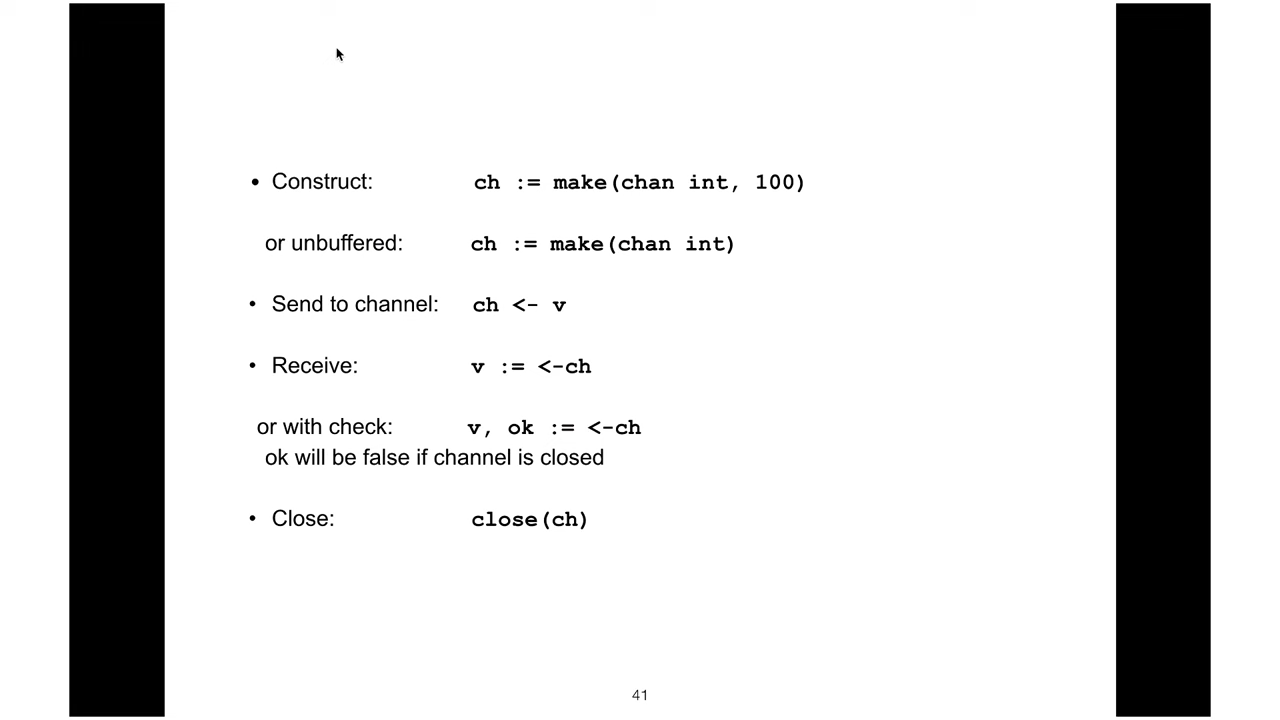 • Construct: ch := make(chan int, 100)
or unbuffered: ch := make(chan int)
• Send to channel: ch <- v
• Receive: v := <-ch
or with check: v, ok := <-ch
ok will be false if channel is closed
• Close: close(ch)
41